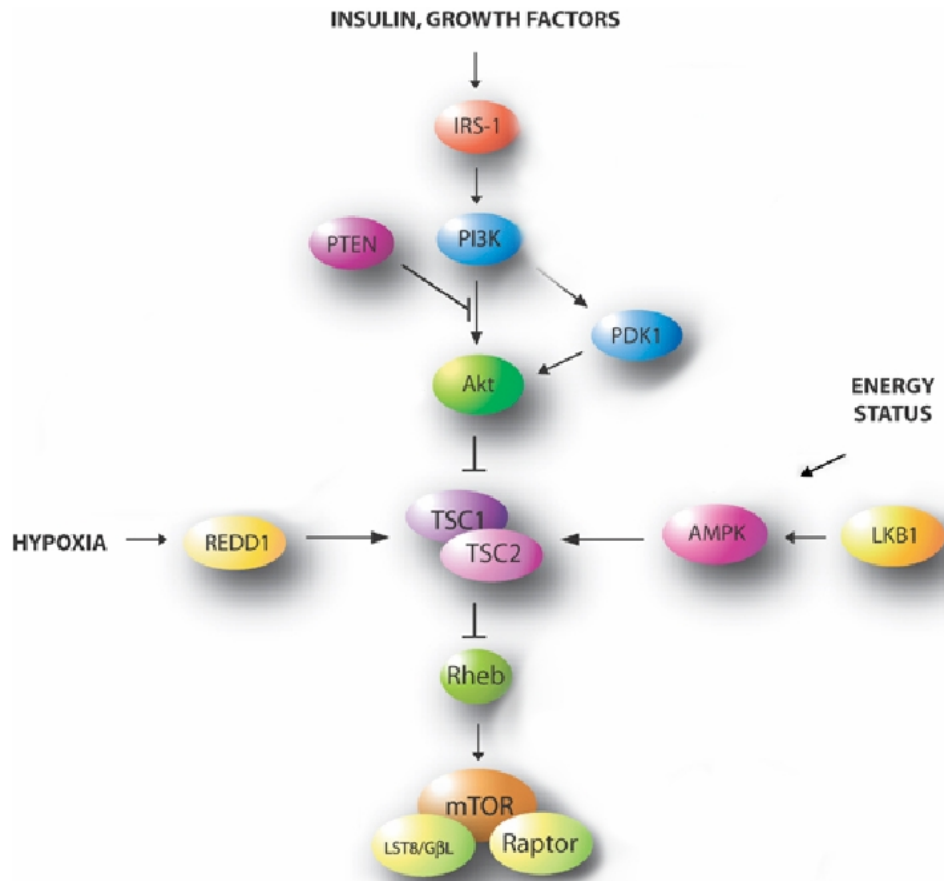 INSULIN, GROWTH FACTORS
IRS-1
PTEN
PI3K
PDK1
Akt
ENERGY
STATUS
HYPOXIA
REDD1
TSC1
TSC2
AMPK
LKB1
Rheb
mTOR
LST8/GβL
Raptor